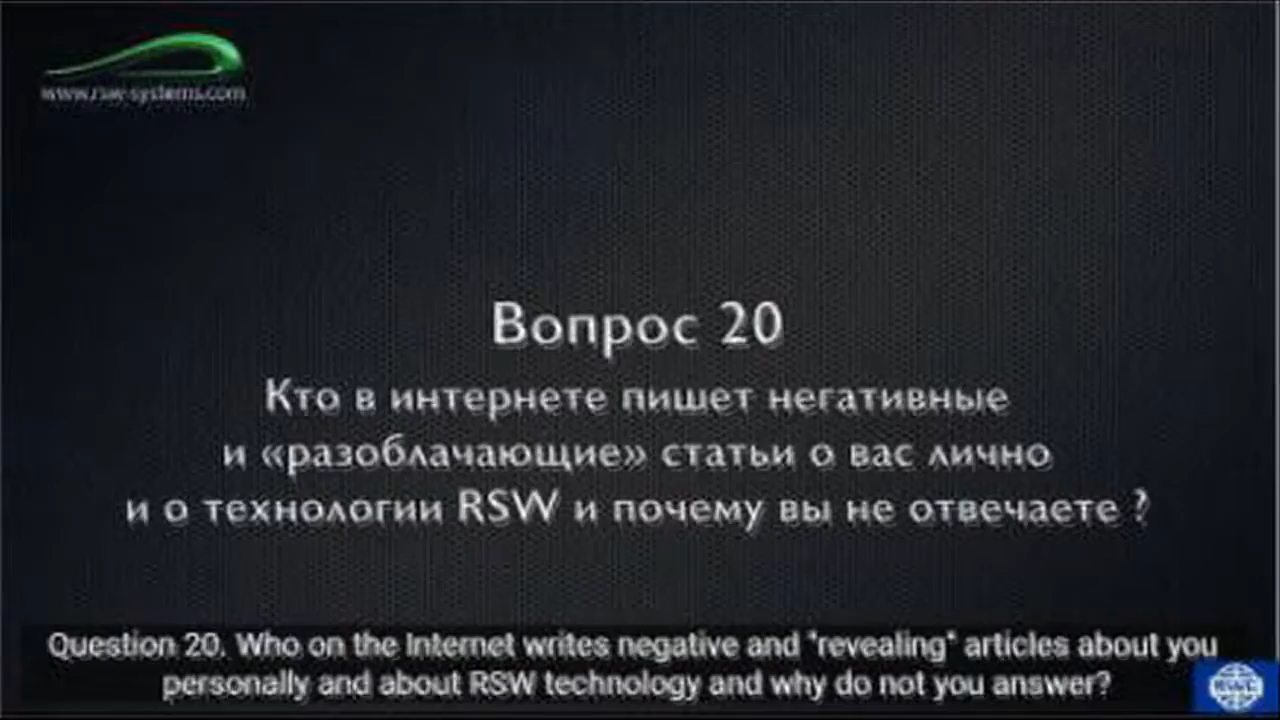 www.rsw-systems.com
Вопрос 20
Кто в интернете пишет негативные
и «разоблачающие» статьи о вас лично
и о технологии RSW и почему вы не отвечаете ?
Question 20. Who on the Internet writes negative and "revealing" articles about you
personally and about RSW technology and why do not you answer?